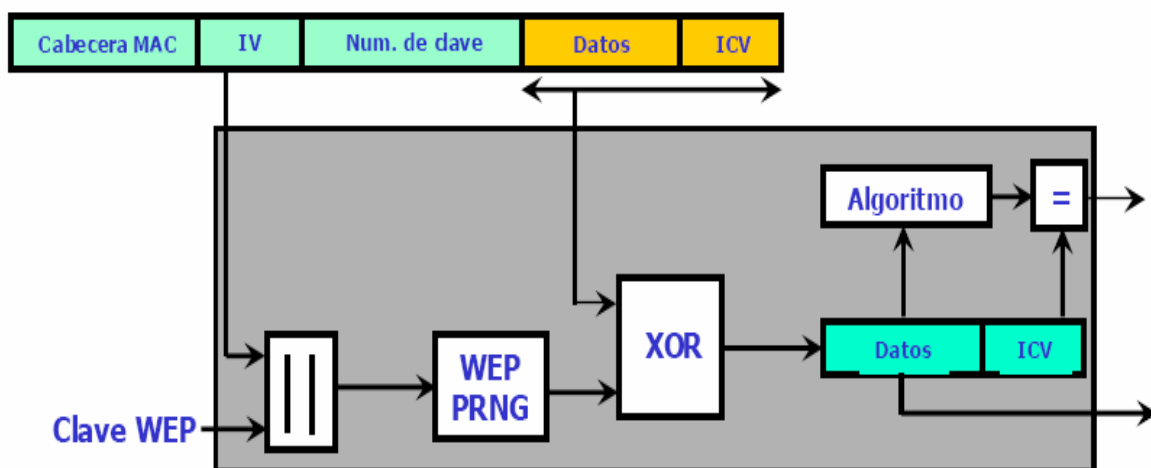 Cabecera MAC IV Num. de clave Datos ICV
Algoritmo =
XOR
Datos ICV
WEP
PRNG
||
Clave WEP